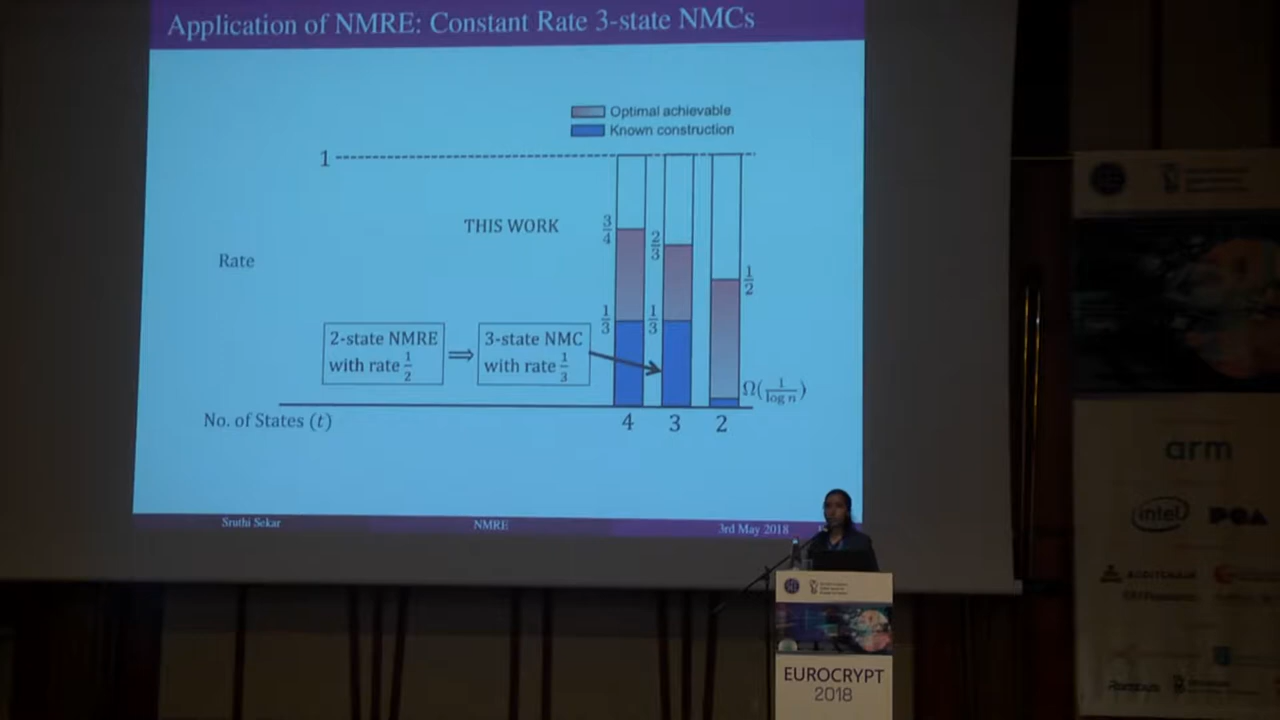 Application of NMRE: Constant Rate 3-state NMCs
Optimal achievable
Known construction
1
THIS WORK
3/4
2/3
1/2
Rate
1/3
1/3
2-state NMRE
with rate 1/2
⟹
3-state NMC
with rate 1/3
Ω(1/log n)
No. of States (t)
4 3 2
Sruthi Sekar
NMRE
3rd May 2018
EUROCRYPT
2018
arm
intel